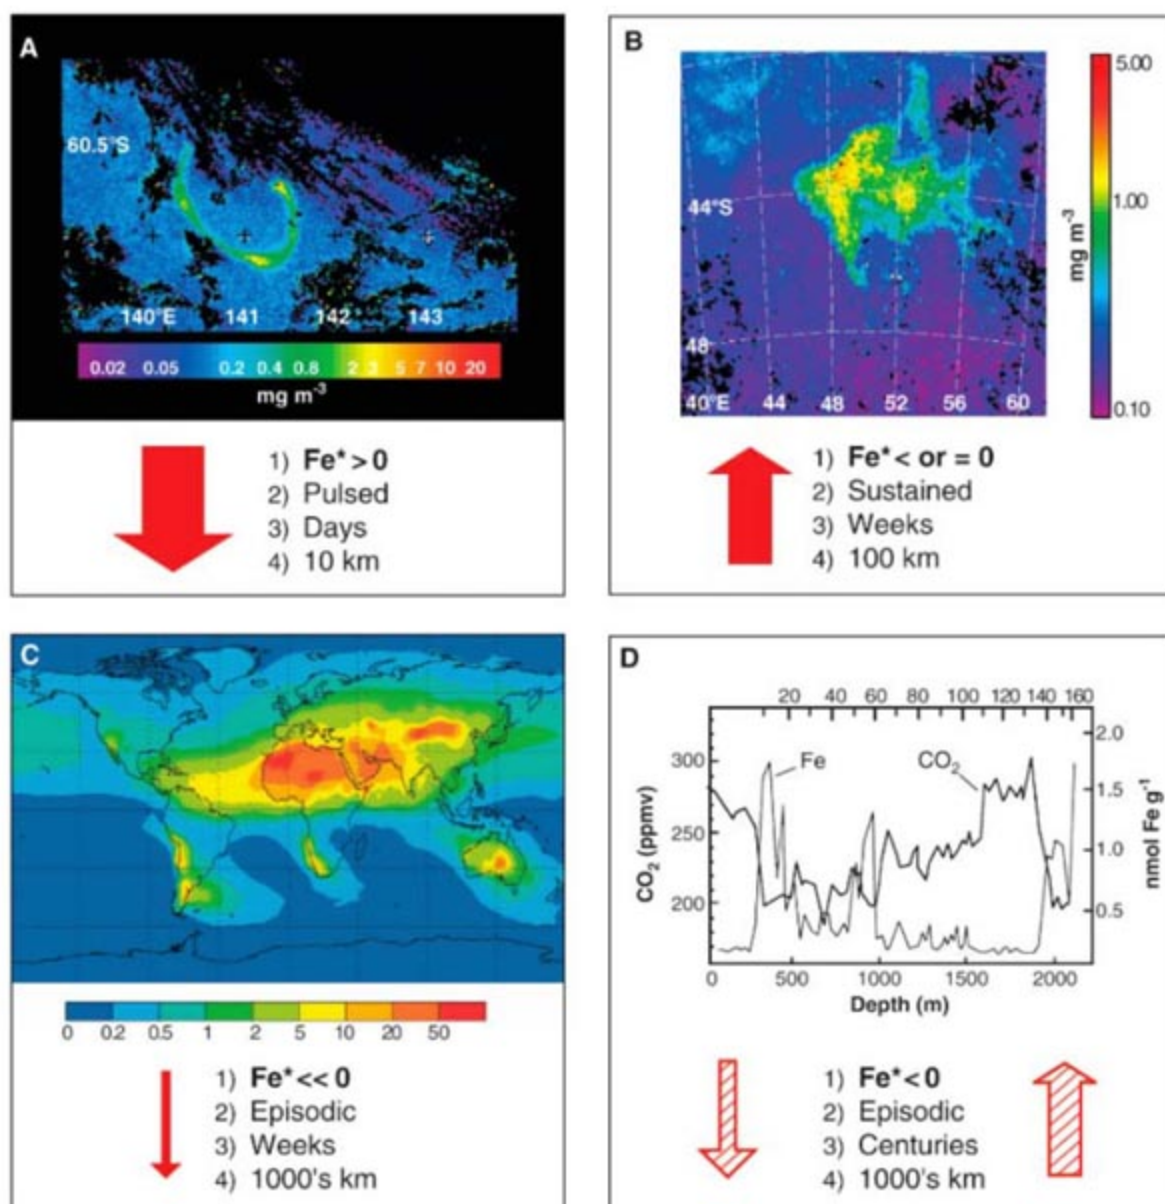 A
60.5°S
140°E 141 142 143
0.02 0.05 0.2 0.4 0.8 2 3 5 7 10 20
mg m-3
1) Fe* > 0
2) Pulsed
3) Days
4) 10 km
B
44°S
48
40°E 44 48 52 56 60
5.00
1.00
0.10
mg m-3
1) Fe* < or = 0
2) Sustained
3) Weeks
4) 100 km
C
0 0.2 0.5 1 2 5 10 20 50
1) Fe* << 0
2) Episodic
3) Weeks
4) 1000's km
D
20 40 60 80 100 120 140 160
Fe
CO2
300
250
200
CO2 (ppmv)
2.0
1.5
1.0
0.5
nmol Fe g-1
0 500 1000 1500 2000
Depth (m)
1) Fe* < 0
2) Episodic
3) Centuries
4) 1000's km